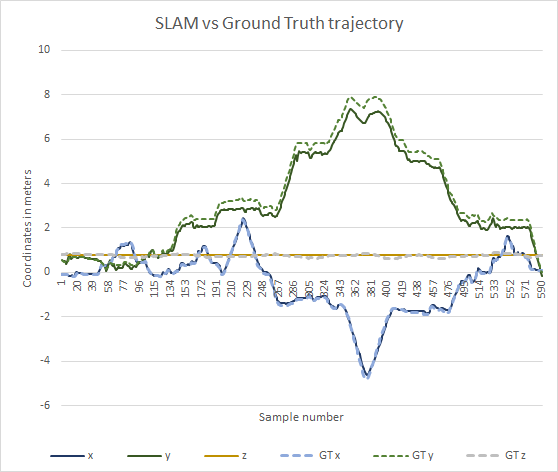 SLAM vs Ground Truth trajectory
10
8
6
4
2
0
-2
-4
-6
Coordinates in meters
1 20 39 58 77 96 115 134 153 172 191 210 229 248 267 286 305 324 343 362 381 400 419 438 457 476 495 514 533 552 571 590
Sample number
x y z GT x GT y GT z